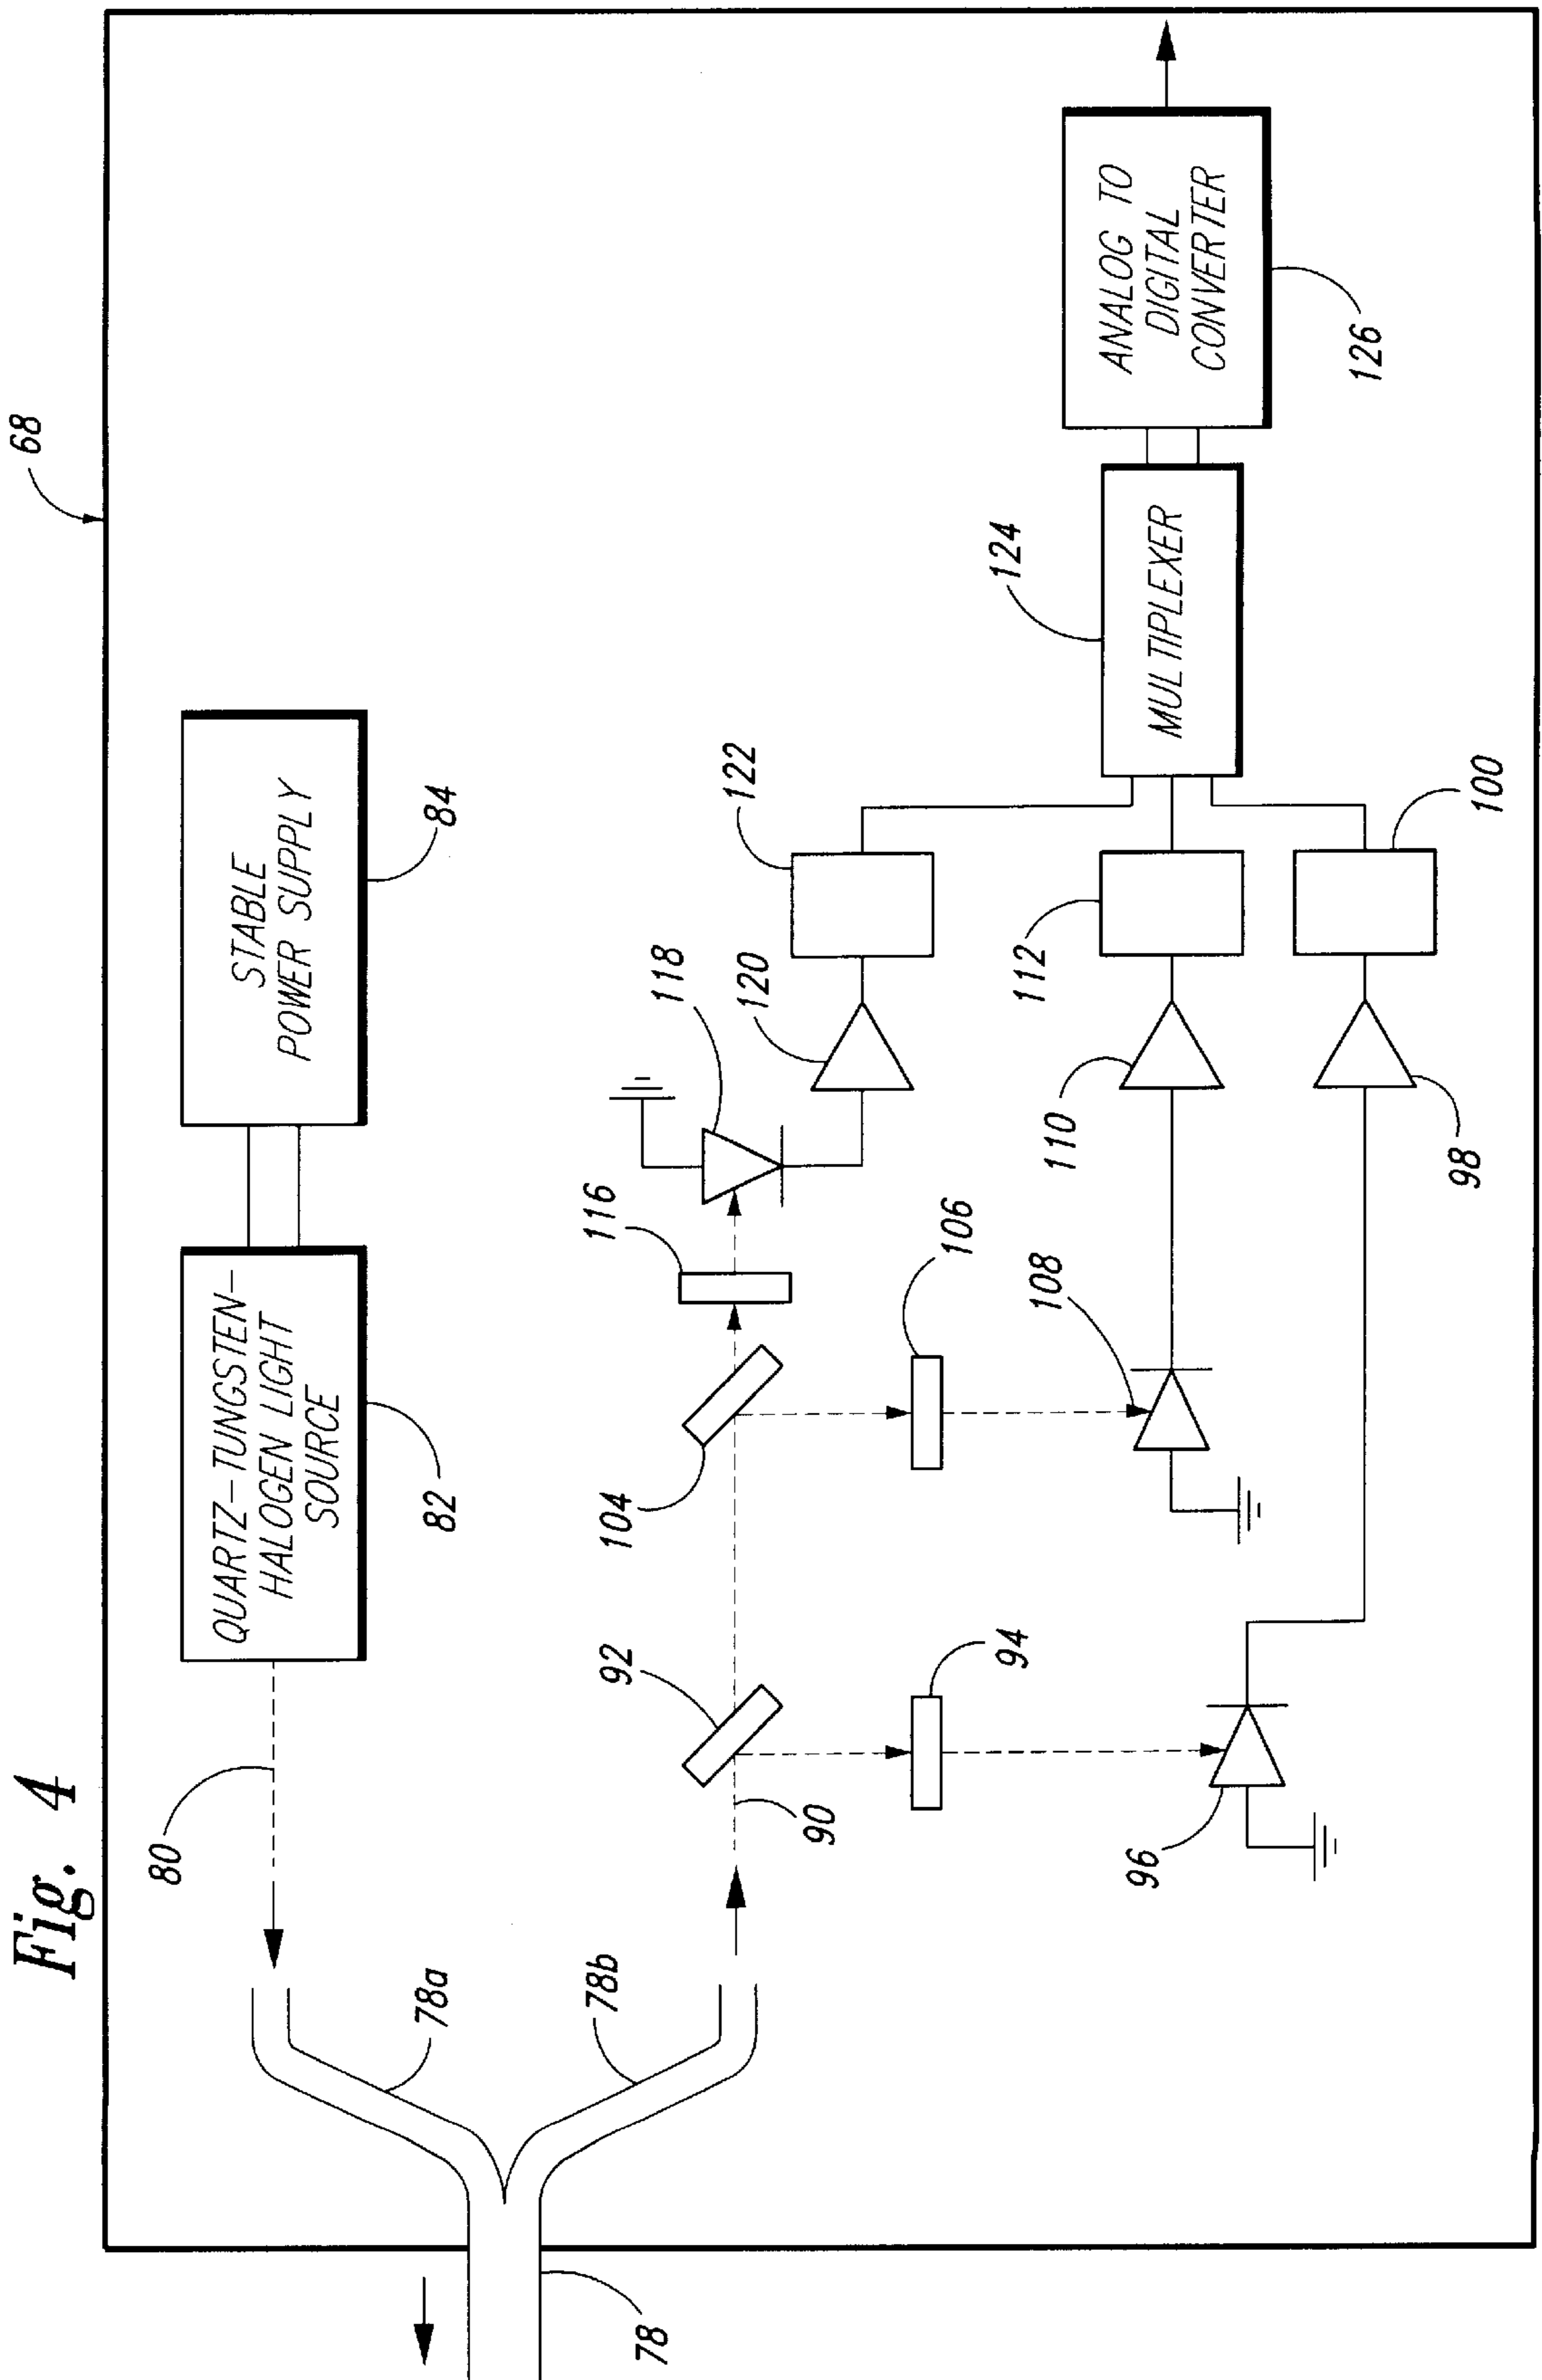 Fig. 4
68
80
QUARTZ-TUNGSTEN-
HALOGEN LIGHT
SOURCE
82
STABLE
POWER SUPPLY
84
78a
78b
78
90
92
94
96
98
100
104
106
108
110
112
116
118
120
122
124
MULTIPLEXER
ANALOG TO
DIGITAL
CONVERTER
126